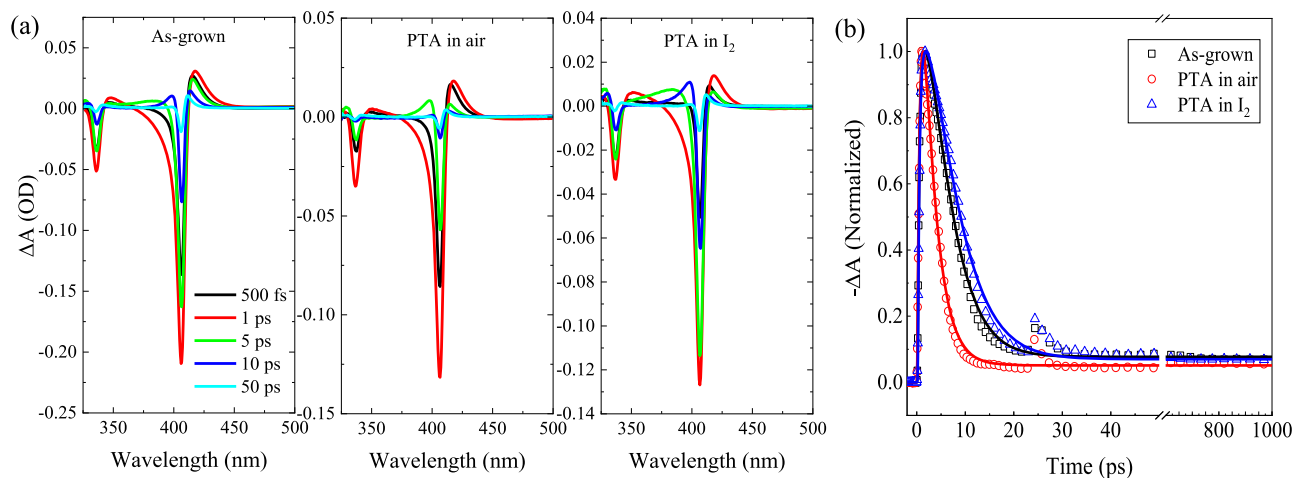 (a)
As-grown
0.05
0.00
-0.05
-0.10
-0.15
-0.20
-0.25
ΔA (OD)
500 fs
1 ps
5 ps
10 ps
50 ps
350 400 450 500
Wavelength (nm)
PTA in air
0.05
0.00
-0.05
-0.10
-0.15
350 400 450 500
Wavelength (nm)
PTA in I₂
0.04
0.02
0.00
-0.02
-0.04
-0.06
-0.08
-0.10
-0.12
-0.14
350 400 450 500
Wavelength (nm)
(b)
As-grown
PTA in air
PTA in I₂
1.0
0.8
0.6
0.4
0.2
0.0
-ΔA (Normalized)
0 10 20 30 40 800 1000
Time (ps)